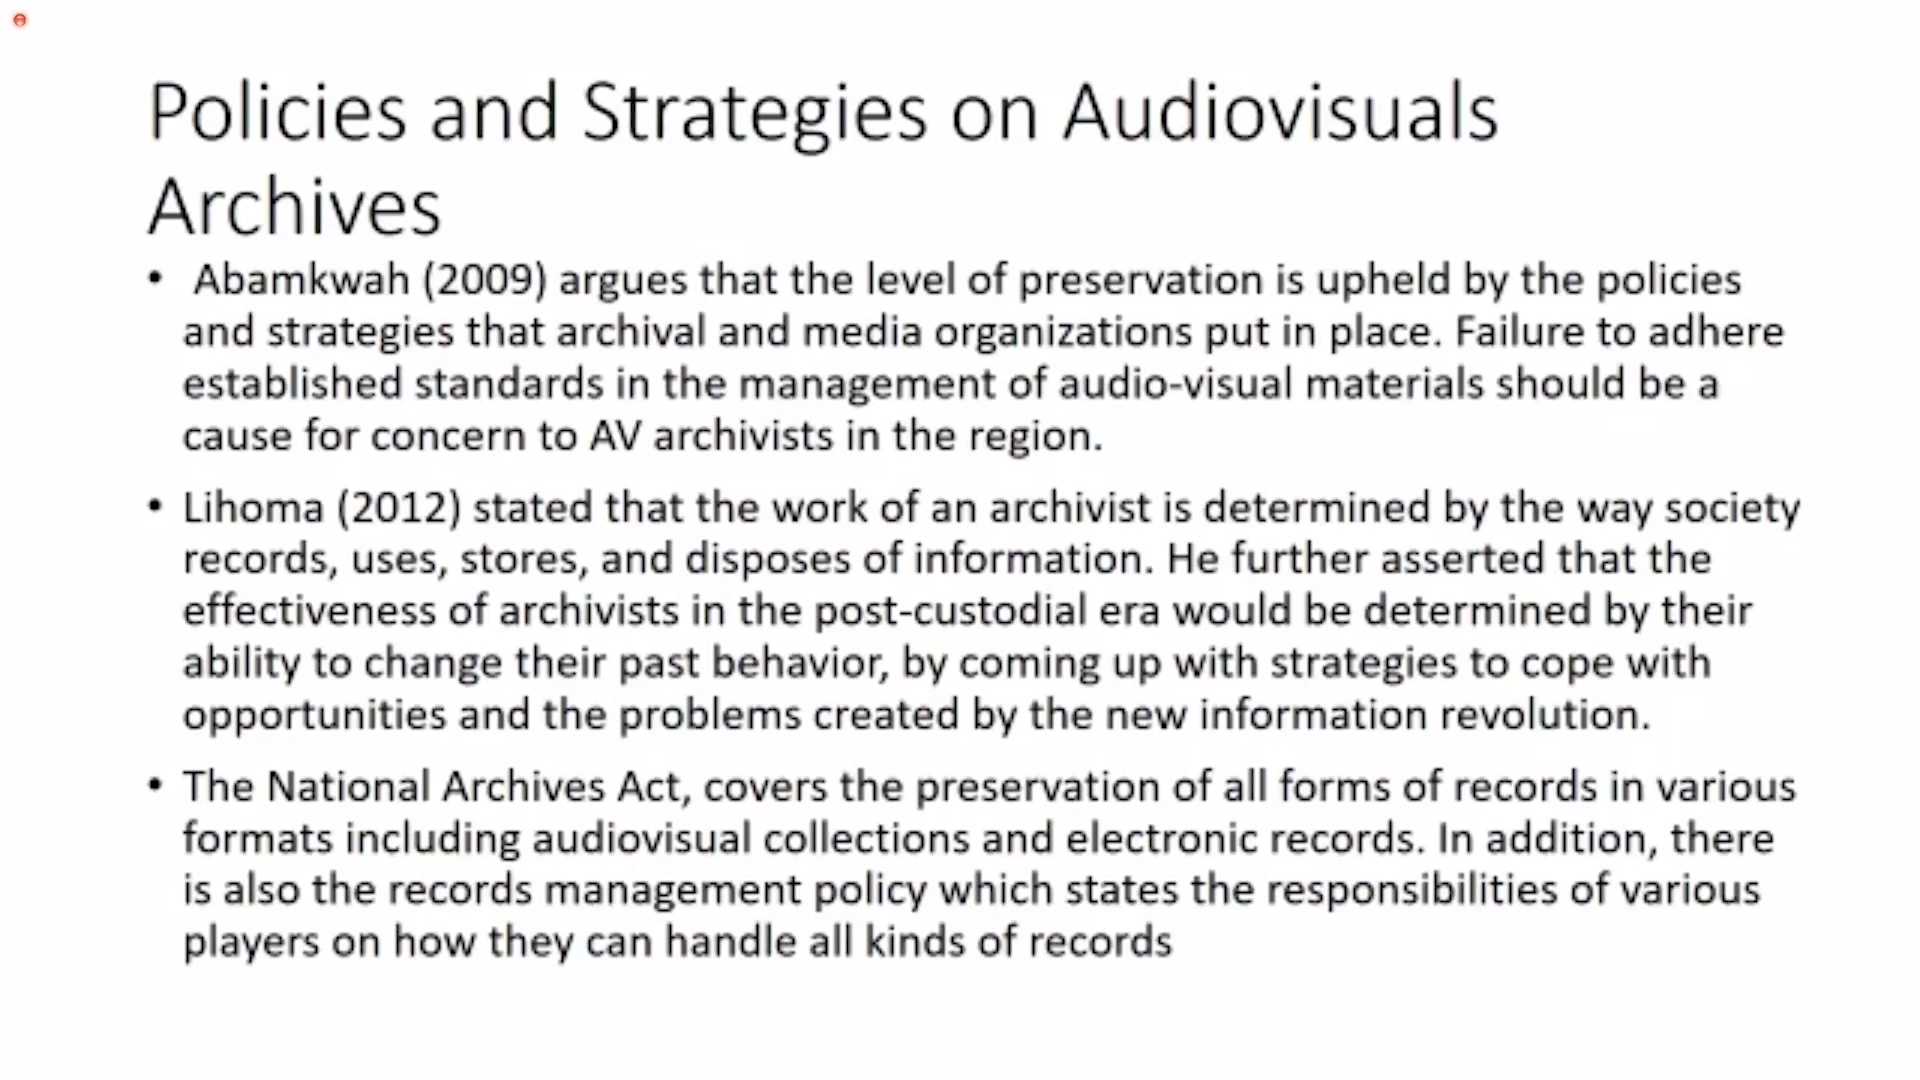 Policies and Strategies on Audiovisuals
Archives
• Abamkwah (2009) argues that the level of preservation is upheld by the policies
and strategies that archival and media organizations put in place. Failure to adhere
established standards in the management of audio-visual materials should be a
cause for concern to AV archivists in the region.
• Lihoma (2012) stated that the work of an archivist is determined by the way society
records, uses, stores, and disposes of information. He further asserted that the
effectiveness of archivists in the post-custodial era would be determined by their
ability to change their past behavior, by coming up with strategies to cope with
opportunities and the problems created by the new information revolution.
• The National Archives Act, covers the preservation of all forms of records in various
formats including audiovisual collections and electronic records. In addition, there
is also the records management policy which states the responsibilities of various
players on how they can handle all kinds of records